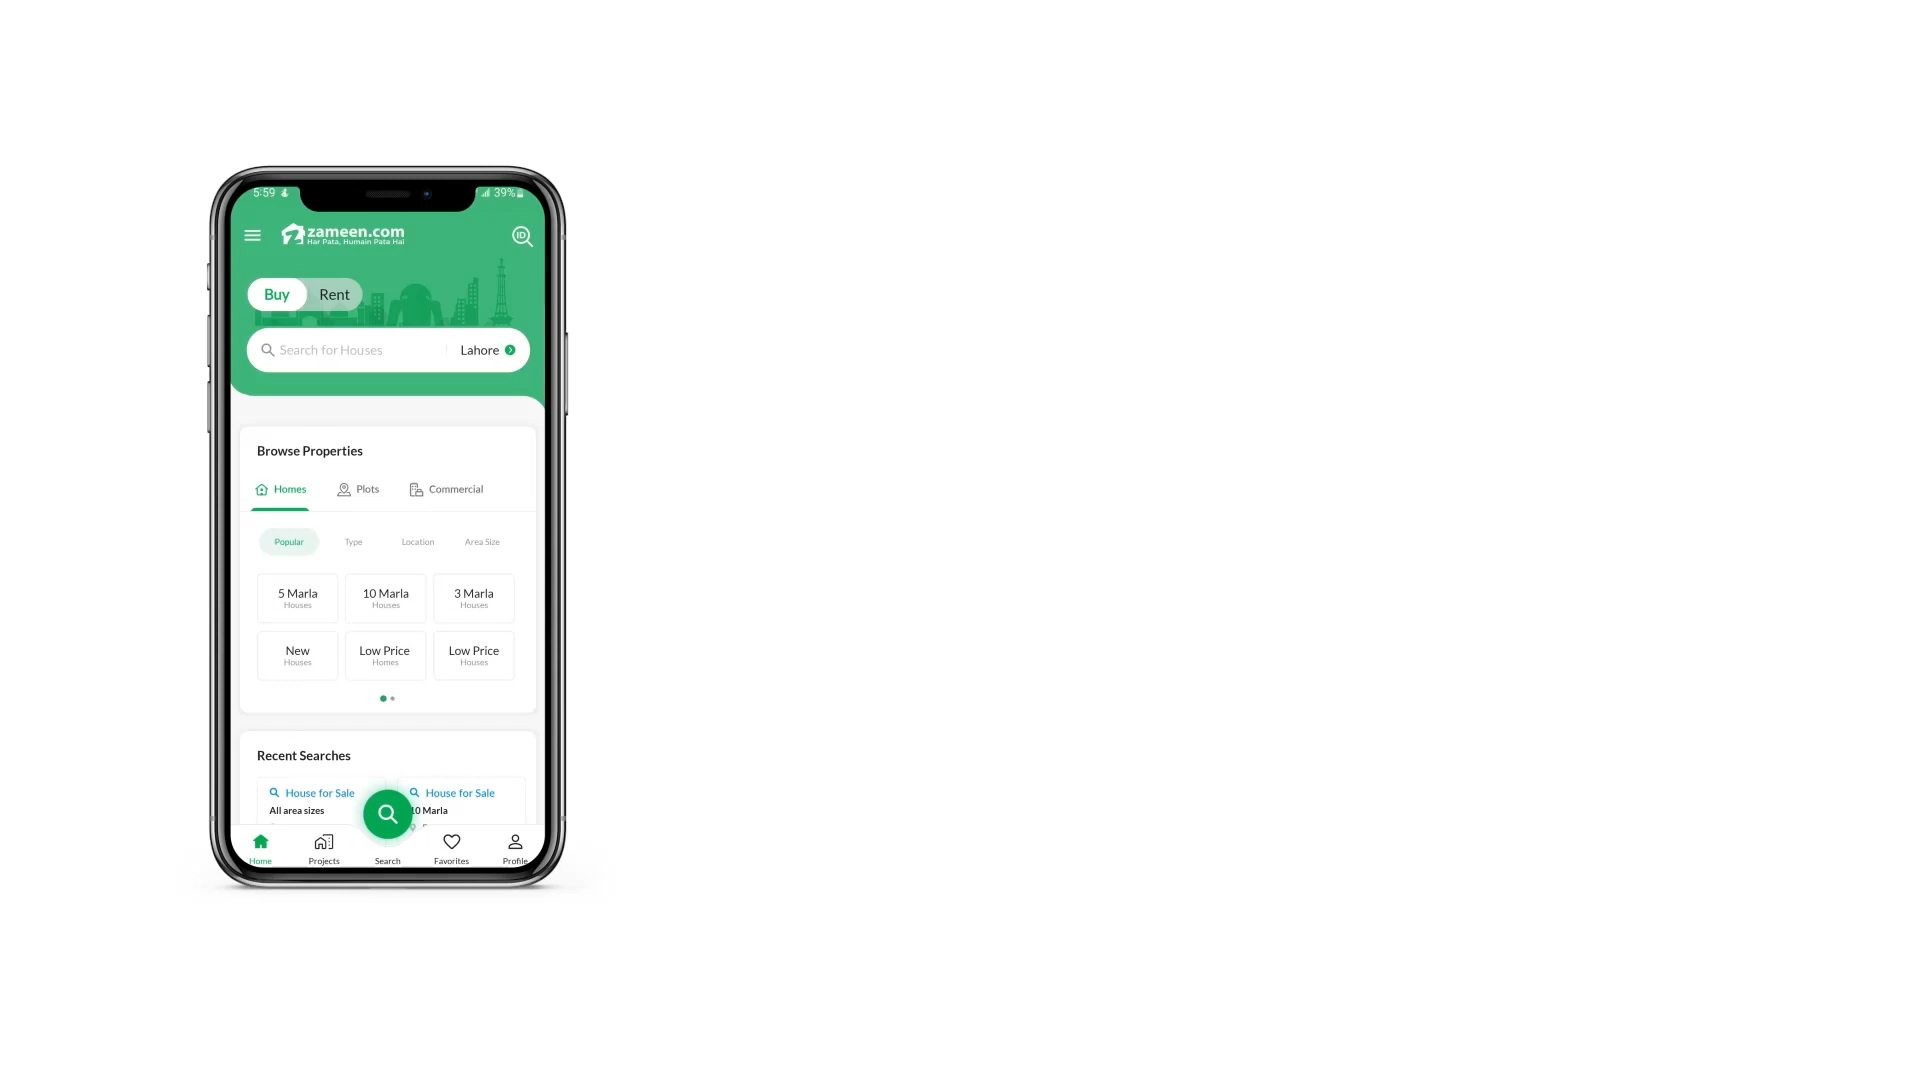 5:59
39%
zameen.com
Har Pata, Humain Pata Hai
ID
Buy Rent
Search for Houses Lahore
Browse Properties
Homes Plots Commercial
Popular Type Location Area Size
5 Marla 10 Marla 3 Marla
Houses Houses Houses
New Low Price Low Price
Houses Homes Houses
Recent Searches
House for Sale House for Sale
All area sizes 10 Marla
Home Projects Search Favorites Profile